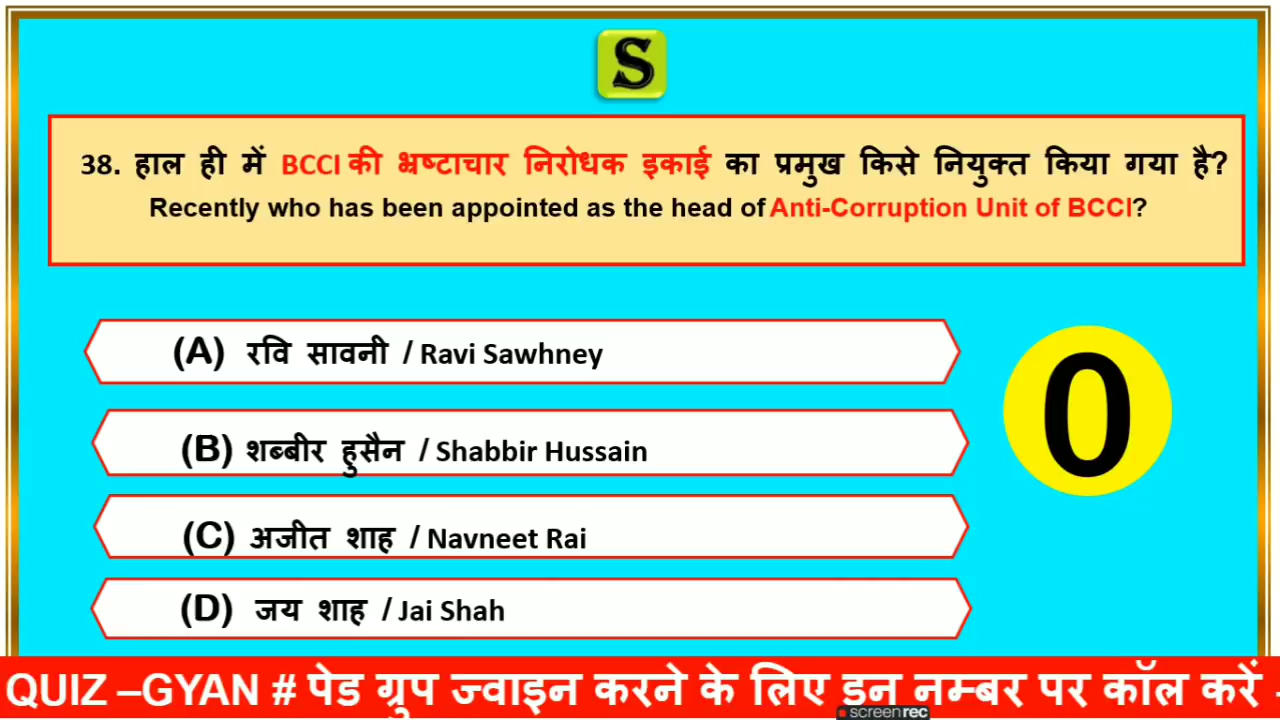 S
38. हाल ही में BCCI की भ्रष्टाचार निरोधक इकाई का प्रमुख किसे नियुक्त किया गया है?
Recently who has been appointed as the head of Anti-Corruption Unit of BCCI?
(A) रवि सावनी / Ravi Sawhney
(B) शब्बीर हुसैन / Shabbir Hussain
(C) अजीत शाह / Navneet Rai
(D) जय शाह / Jai Shah
0
QUIZ –GYAN # पेड ग्रुप ज्वाइन करने के लिए इन नम्बर पर कॉल करें -
screenrec